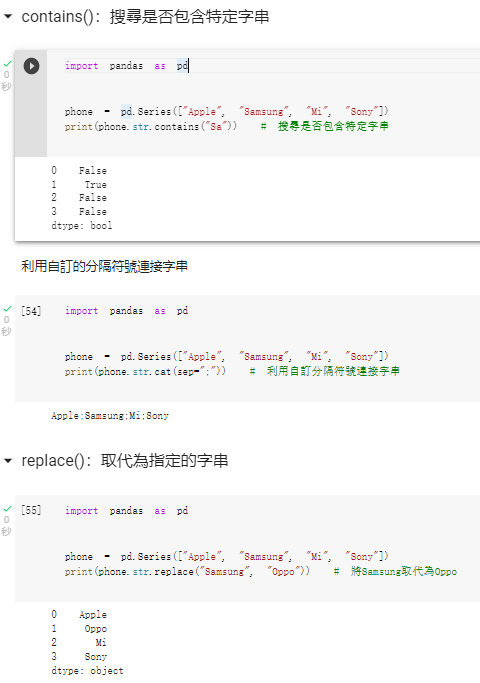 contains()：搜尋是否包含特定字串
0
秒
import pandas as pd
phone = pd.Series(["Apple", "Samsung", "Mi", "Sony"])
print(phone.str.contains("Sa")) # 搜尋是否包含特定字串
0 False
1 True
2 False
3 False
dtype: bool
利用自訂的分隔符號連接字串
0
秒
[54] import pandas as pd
phone = pd.Series(["Apple", "Samsung", "Mi", "Sony"])
print(phone.str.cat(sep=";")) # 利用自訂分隔符號連接字串
Apple;Samsung;Mi;Sony
replace()：取代為指定的字串
0
秒
[55] import pandas as pd
phone = pd.Series(["Apple", "Samsung", "Mi", "Sony"])
print(phone.str.replace("Samsung", "Oppo")) # 將Samsung取代為Oppo
0 Apple
1 Oppo
2 Mi
3 Sony
dtype: object